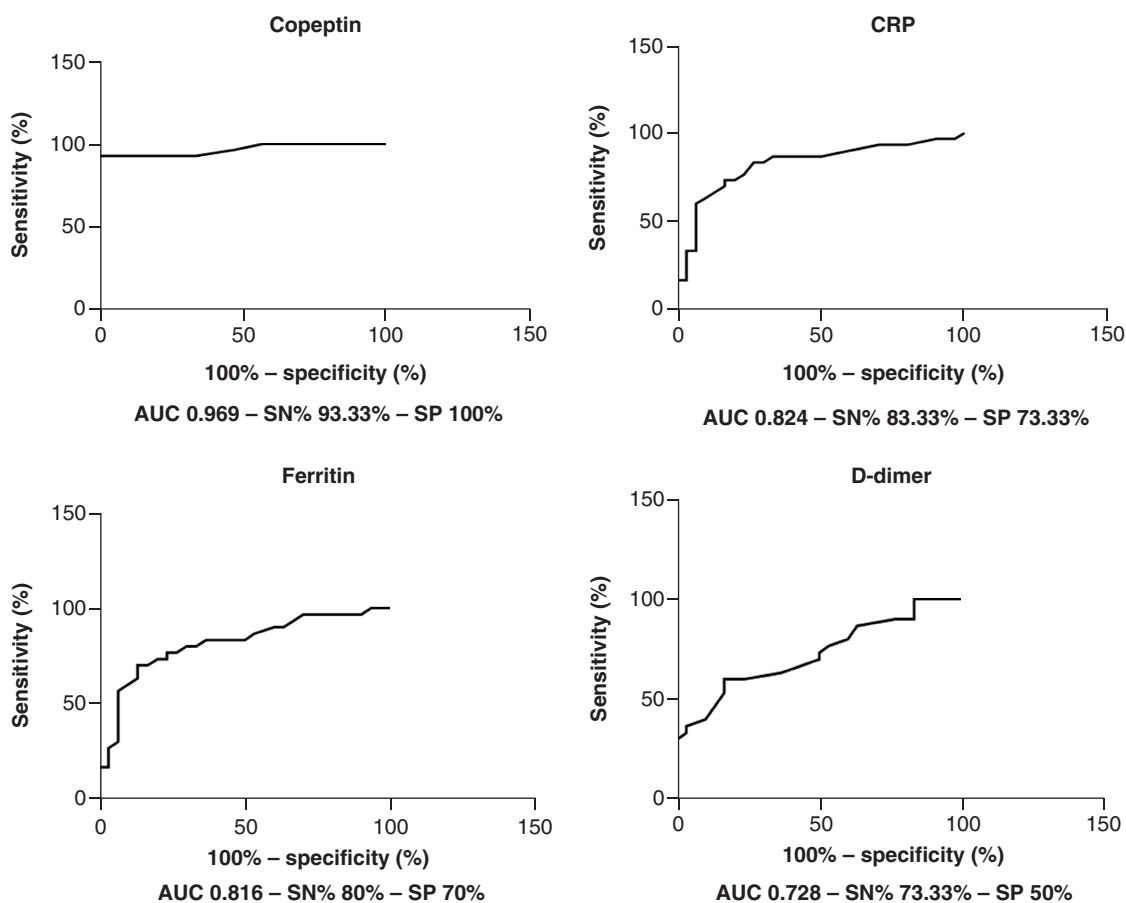 Copeptin
150
100
50
0
Sensitivity (%)
0 50 100 150
100% – specificity (%)
AUC 0.969 – SN% 93.33% – SP 100%
CRP
150
100
50
0
Sensitivity (%)
0 50 100 150
100% – specificity (%)
AUC 0.824 – SN% 83.33% – SP 73.33%
Ferritin
150
100
50
0
Sensitivity (%)
0 50 100 150
100% – specificity (%)
AUC 0.816 – SN% 80% – SP 70%
D-dimer
150
100
50
0
Sensitivity (%)
0 50 100 150
100% – specificity (%)
AUC 0.728 – SN% 73.33% – SP 50%